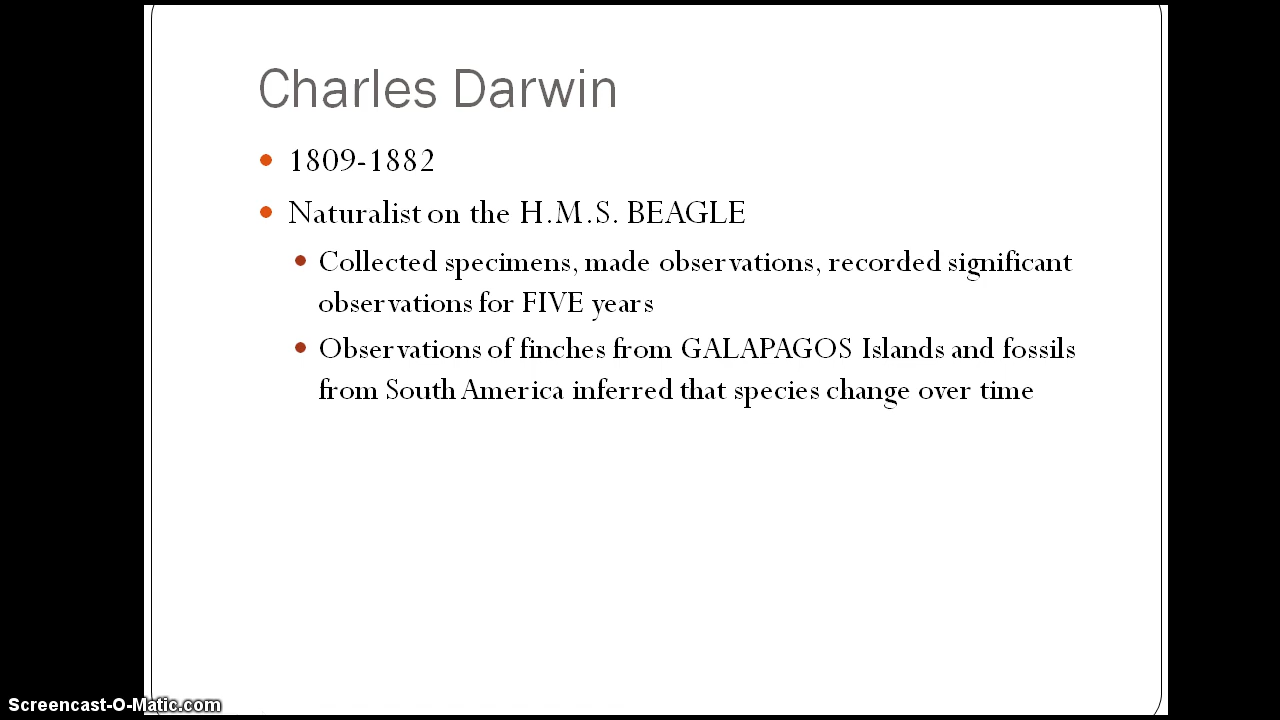 Charles Darwin
1809-1882
Naturalist on the H.M.S. BEAGLE
Collected specimens, made observations, recorded significant
observations for FIVE years
Observations of finches from GALAPAGOS Islands and fossils
from South America inferred that species change over time
Screencast-O-Matic.com